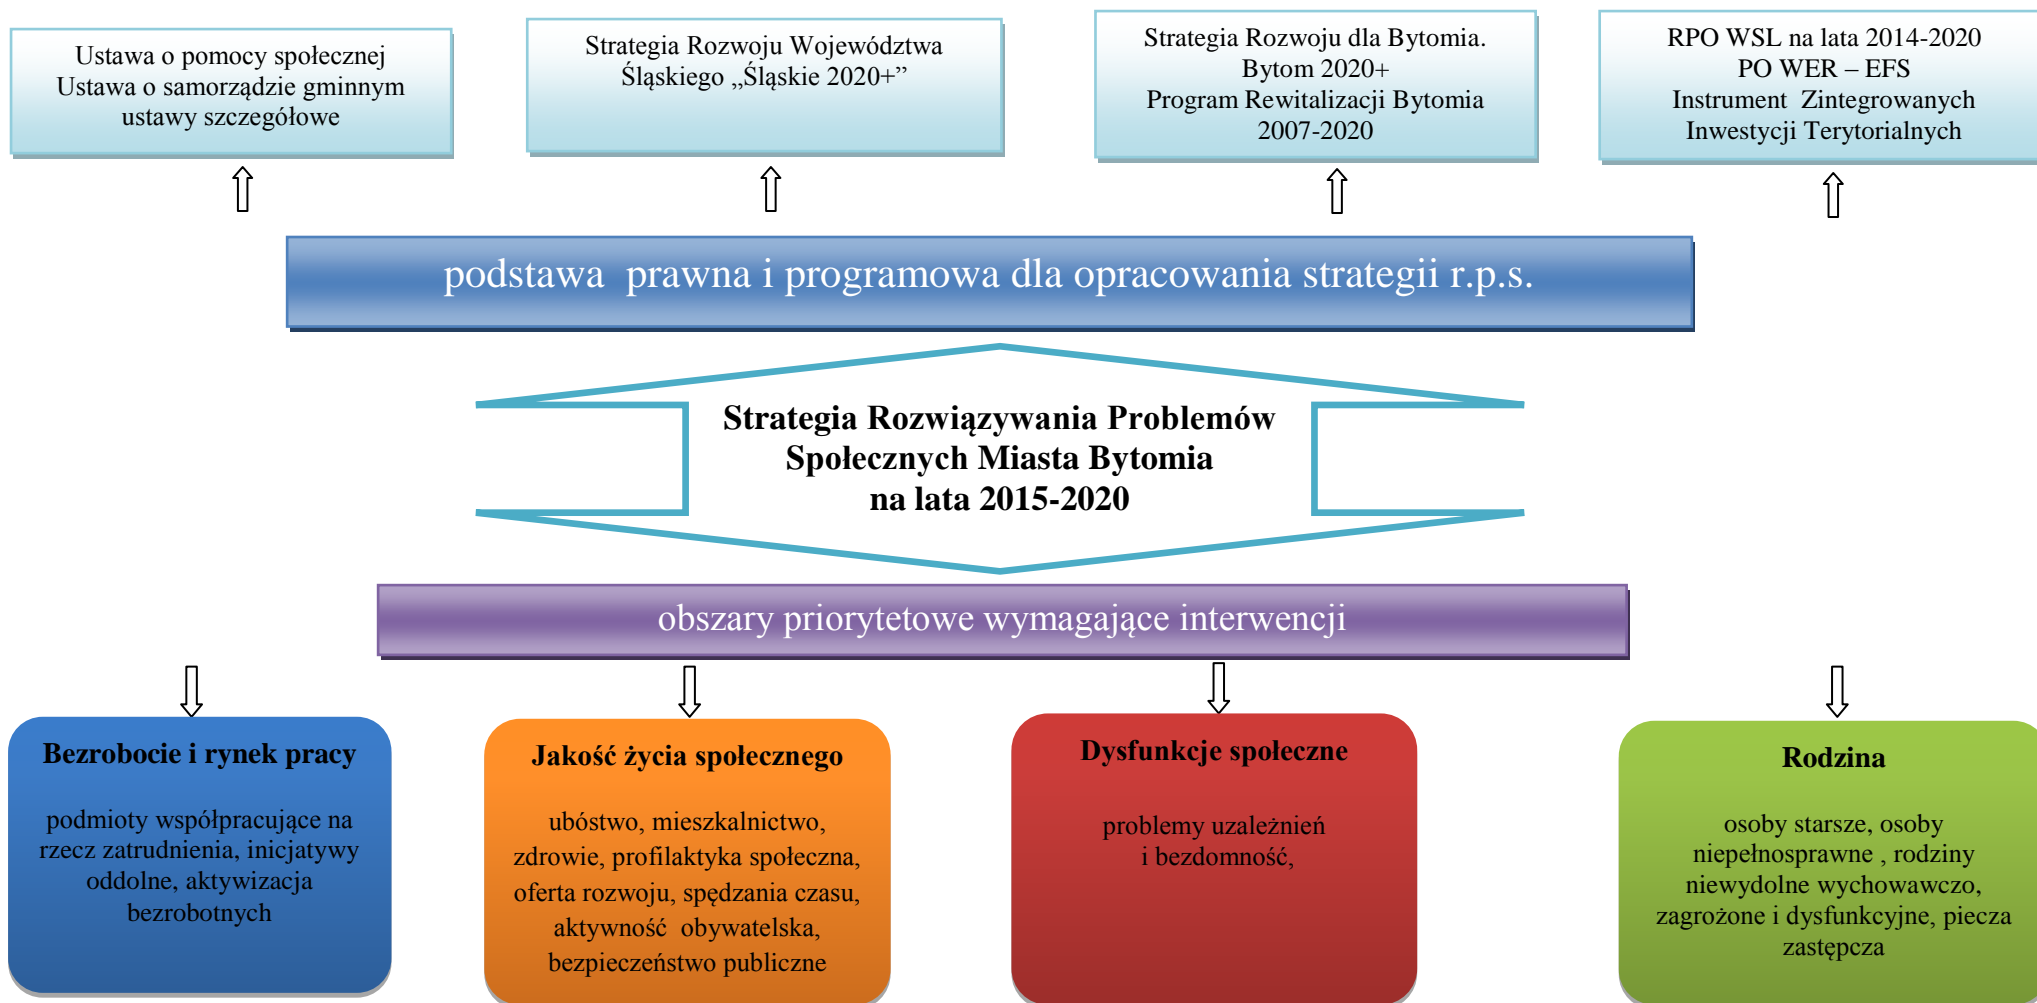 Ustawa o pomocy społecznej
Ustawa o samorządzie gminnym
ustawy szczegółowe
Strategia Rozwoju Województwa
Śląskiego „Śląskie 2020+”
Strategia Rozwoju dla Bytomia.
Bytom 2020+
Program Rewitalizacji Bytomia
2007-2020
RPO WSL na lata 2014-2020
PO WER – EFS
Instrument Zintegrowanych
Inwestycji Terytorialnych
podstawa prawna i programowa dla opracowania strategii r.p.s.
Strategia Rozwiązywania Problemów
Społecznych Miasta Bytomia
na lata 2015-2020
obszary priorytetowe wymagające interwencji
Bezrobocie i rynek pracy
podmioty współpracujące na
rzecz zatrudnienia, inicjatywy
oddolne, aktywizacja
bezrobotnych
Jakość życia społecznego
ubóstwo, mieszkalnictwo,
zdrowie, profilaktyka społeczna,
oferta rozwoju, spędzania czasu,
aktywność obywatelska,
bezpieczeństwo publiczne
Dysfunkcje społeczne
problemy uzależnień
i bezdomność,
Rodzina
osoby starsze, osoby
niepełnosprawne , rodziny
niewydolne wychowawczo,
zagrożone i dysfunkcyjne, piecza
zastępcza